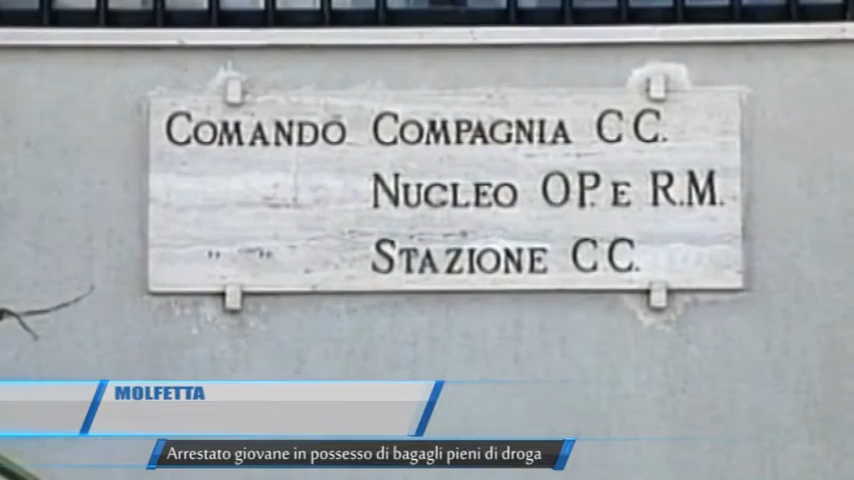 COMANDO COMPAGNIA C C.
NUCLEO OP. E R.M.
" " STAZIONE C C.
MOLFETTA
Arrestato giovane in possesso di bagagli pieni di droga